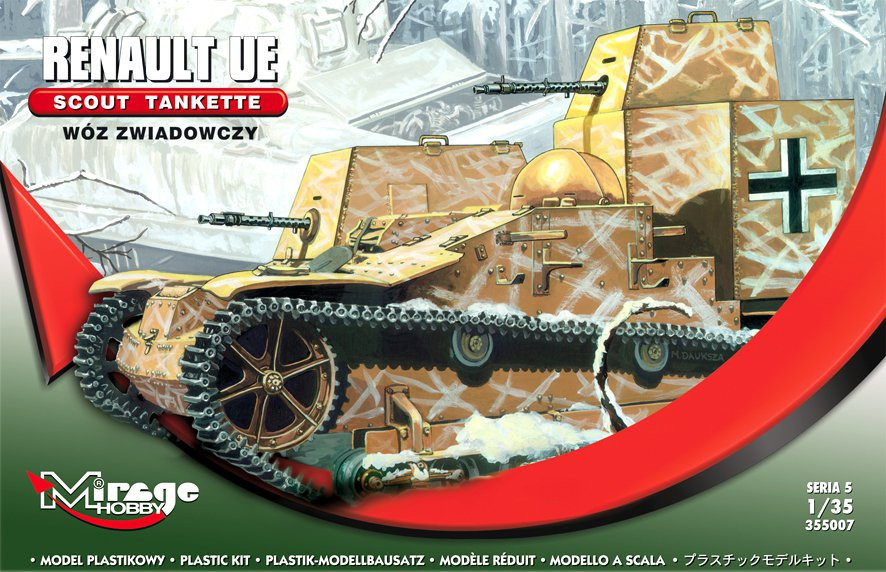 RENAULT UE
SCOUT TANKETTE
WÓZ ZWIADOWCZY
M. DAUKSZA
Mirage®
HOBBY
SERIA 5
1/35
355007
• MODEL PLASTIKOWY • PLASTIC KIT • PLASTIK-MODELLBAUSATZ • MODÈLE RÉDUIT • MODELLO A SCALA • プラスチックモデルキット •